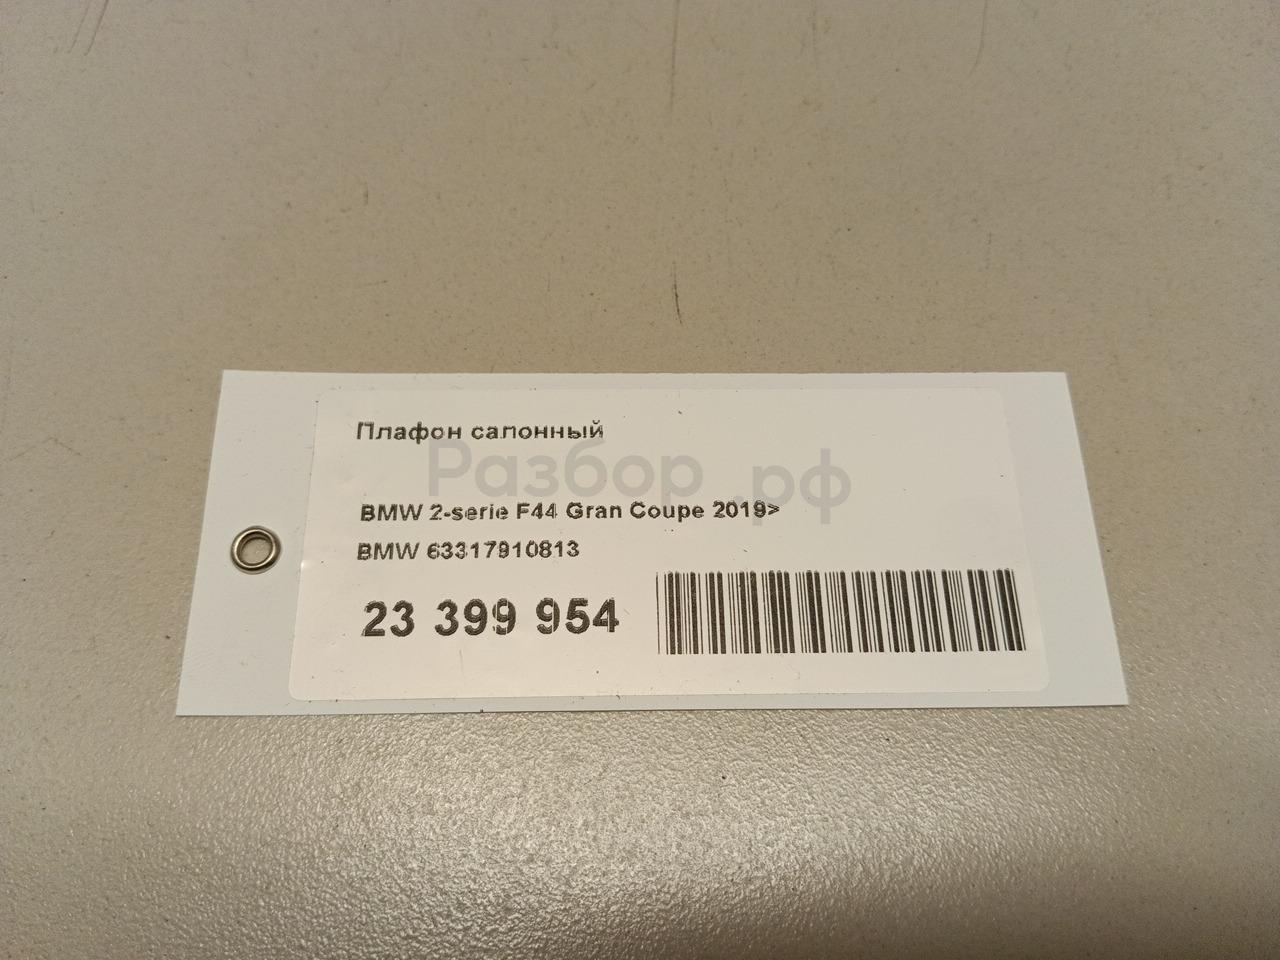 Плафон салонный
Разбор.рф
BMW 2-serie F44 Gran Coupe 2019>
BMW 63317910813
23 399 954